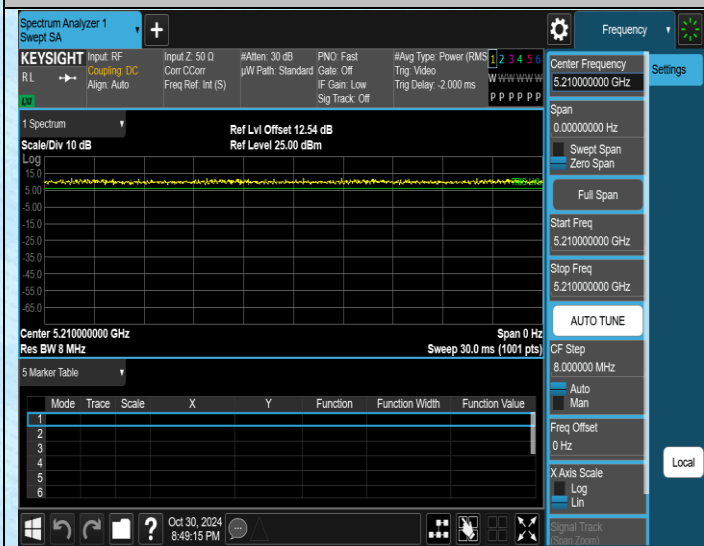 Spectrum Analyzer 1
Swept SA
Frequency
KEYSIGHT
RL
LXI
Input: RF
Coupling: DC
Align: Auto
Input Z: 50 Ω
Corr CCorr
Freq Ref: Int (S)
#Atten: 30 dB
µW Path: Standard
PNO: Fast
Gate: Off
IF Gain: Low
Sig Track: Off
#Avg Type: Power (RMS
Trig: Video
Trig Delay: -2.000 ms
1 2 3 4 5 6
W W W W W W
P P P P P P
1 Spectrum
Scale/Div 10 dB
Ref Lvl Offset 12.54 dB
Ref Level 25.00 dBm
Log
15.0
5.00
-5.00
-15.0
-25.0
-35.0
-45.0
-55.0
-65.0
Center 5.210000000 GHz
Span 0 Hz
Res BW 8 MHz
Sweep 30.0 ms (1001 pts)
5 Marker Table
Mode Trace Scale X Y Function Function Width Function Value
1
2
3
4
5
6
Oct 30, 2024
8:49:15 PM
Center Frequency
5.210000000 GHz
Span
0.00000000 Hz
Swept Span
Zero Span
Full Span
Start Freq
5.210000000 GHz
Stop Freq
5.210000000 GHz
AUTO TUNE
CF Step
8.000000 MHz
Auto
Man
Freq Offset
0 Hz
X Axis Scale
Log
Lin
Signal Track
(Span Zoom)
Settings
Local